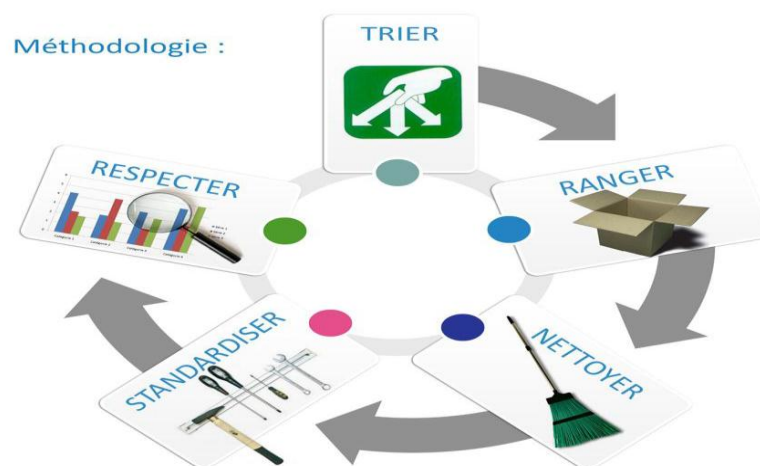 Méthodologie :
TRIER
RANGER
NETTOYER
STANDARDISER
RESPECTER